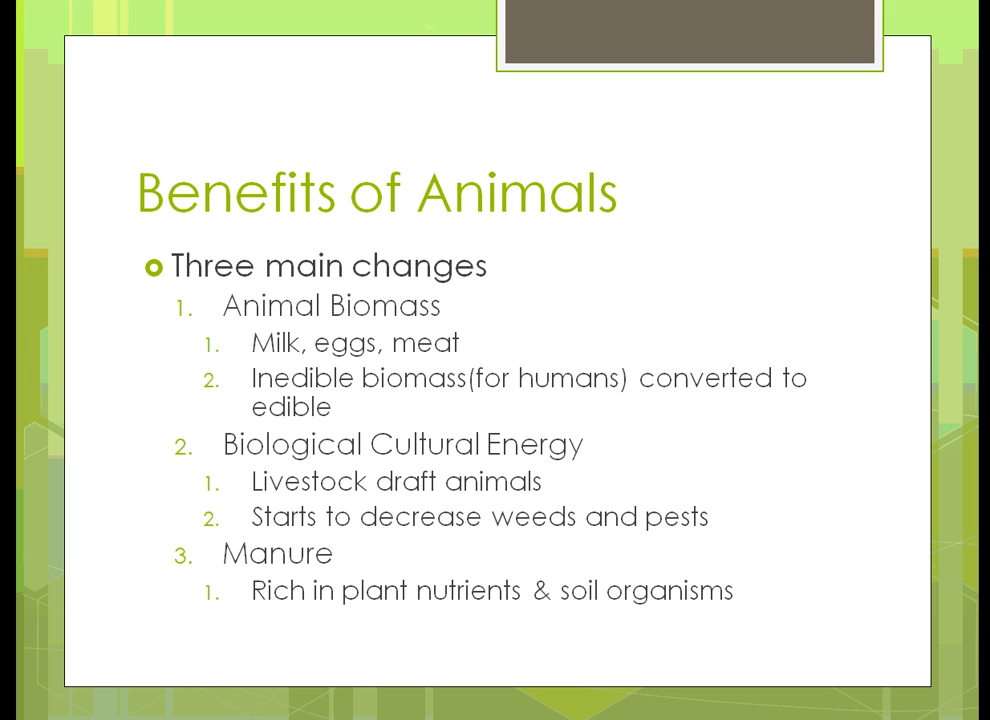 Benefits of Animals
Three main changes
1. Animal Biomass
1. Milk, eggs, meat
2. Inedible biomass(for humans) converted to
edible
2. Biological Cultural Energy
1. Livestock draft animals
2. Starts to decrease weeds and pests
3. Manure
1. Rich in plant nutrients & soil organisms